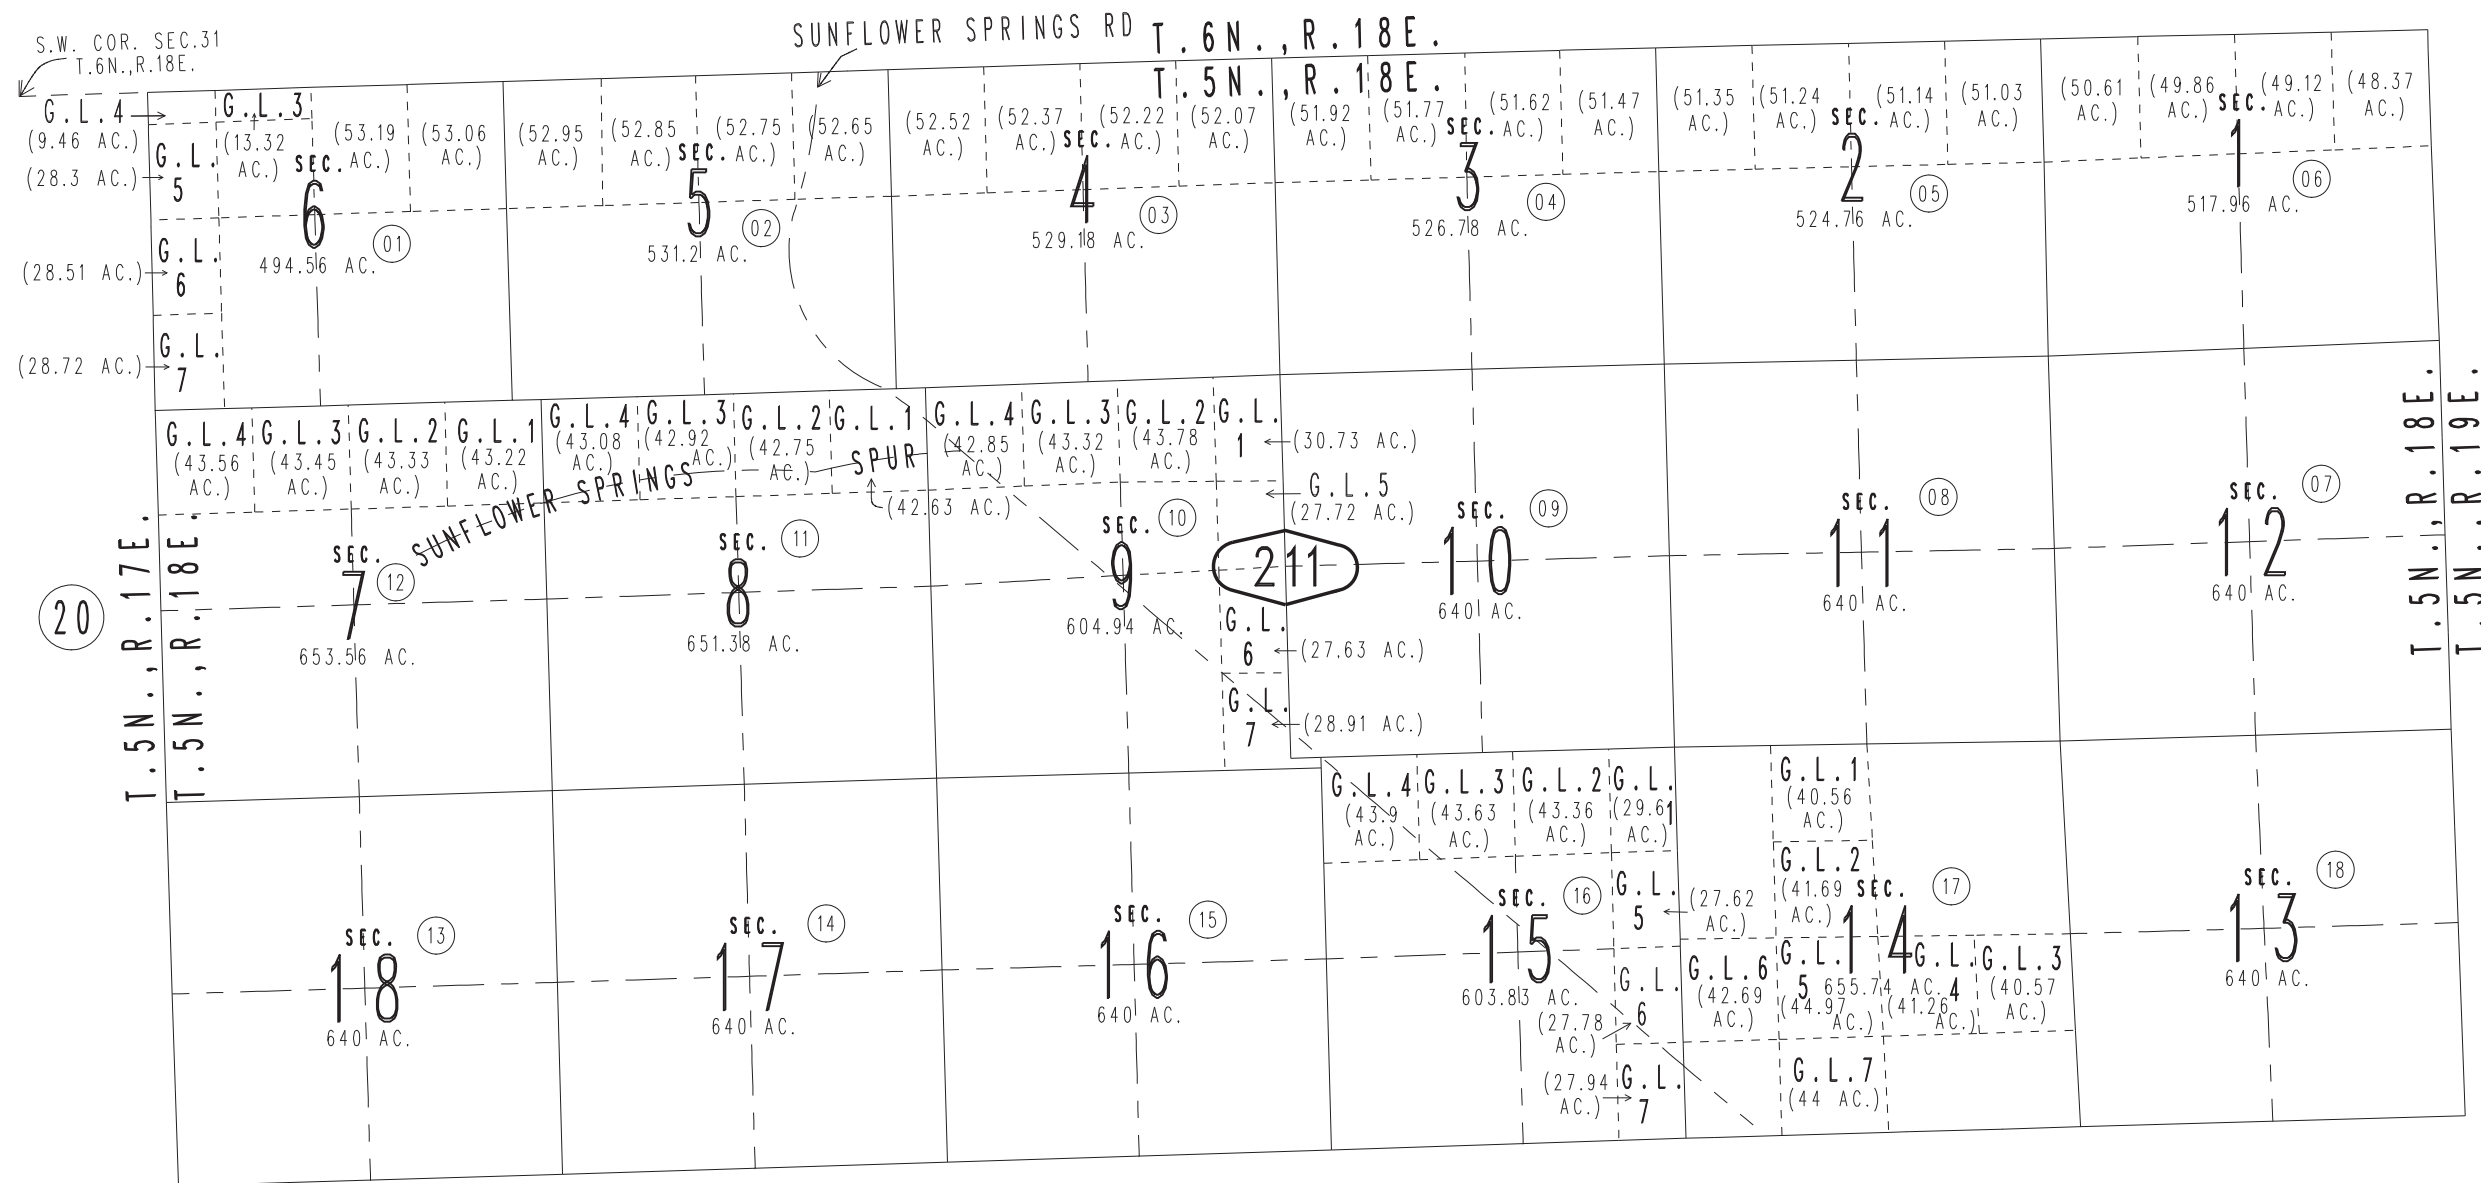 SUNFLOWER SPRINGS RD
T.6N.,R.18E.
T.5N.,R.18E.
S.W. COR. SEC.31
T.6N.,R.18E.
G.L.4
(9.46 AC.)
G.L.3
(13.32
AC.)
(53.19
AC.)
(53.06
AC.)
G.L.
5
(28.3 AC.)
G.L.
6
(28.51 AC.)
G.L.
7
(28.72 AC.)
SEC.
6
01
494.56 AC.
(52.95
AC.)
(52.85
AC.)
(52.75
AC.)
(52.65
AC.)
SEC.
5
02
531.2 AC.
(52.52
AC.)
(52.37
AC.)
(52.22
AC.)
(52.07
AC.)
SEC.
4
03
529.18 AC.
(51.92
AC.)
(51.77
AC.)
(51.62
AC.)
(51.47
AC.)
SEC.
3
04
526.78 AC.
(51.35
AC.)
(51.24
AC.)
(51.14
AC.)
(51.03
AC.)
SEC.
2
05
524.76 AC.
(50.61
AC.)
(49.86
AC.)
(49.12
AC.)
(48.37
AC.)
SEC.
1
06
517.96 AC.
20
T.5N.,R.17E.
T.5N.,R.18E.
G.L.4
(43.56
AC.)
G.L.3
(43.45
AC.)
G.L.2
(43.33
AC.)
G.L.1
(43.22
AC.)
SEC.
7
12
653.56 AC.
SUNFLOWER SPRINGS SPUR
G.L.4
(43.08
AC.)
G.L.3
(42.92
AC.)
G.L.2
(42.75
AC.)
G.L.1
(42.63 AC.)
SEC.
8
11
651.38 AC.
G.L.4
(42.85
AC.)
G.L.3
(43.32
AC.)
G.L.2
(43.78
AC.)
G.L.
1
(30.73 AC.)
G.L.5
(27.72 AC.)
SEC.
9
10
604.94 AC.
211
G.L.
6
(27.63 AC.)
G.L.
7
(28.91 AC.)
SEC.
10
09
640 AC.
SEC.
11
08
640 AC.
SEC.
12
07
640 AC.
T.5N.,R.18E.
T.5N.,R.19E.
SEC.
18
13
640 AC.
SEC.
17
14
640 AC.
SEC.
16
15
640 AC.
G.L.4
(43.9
AC.)
G.L.3
(43.63
AC.)
G.L.2
(43.36
AC.)
G.L.
1
(29.6
AC.)
SEC.
15
16
603.83 AC.
G.L.
5
(27.62
AC.)
G.L.
6
(27.78
AC.)
G.L.
7
(27.94
AC.)
G.L.1
(40.56
AC.)
G.L.2
(41.69
AC.)
SEC.
14
17
655.74 AC.
G.L.6
(42.69
AC.)
G.L.
5
(44.97
AC.)
G.L.
4
(41.26
AC.)
G.L.3
(40.57
AC.)
G.L.7
(44 AC.)
SEC.
13
18
640 AC.